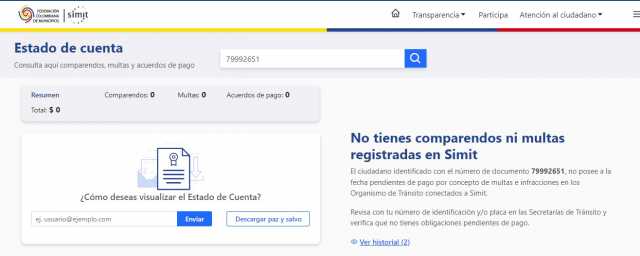 FEDERACIÓN
COLOMBIANA
DE MUNICIPIOS
simit
Transparencia
Participa
Atención al ciudadano
Estado de cuenta
Consulta aquí comparendos, multas y acuerdos de pago
79992651
Resumen Comparendos: 0 Multas: 0 Acuerdos de pago: 0
Total: $ 0
¿Cómo deseas visualizar el Estado de Cuenta?
ej. usuario@ejemplo.com Enviar Descargar paz y salvo
No tienes comparendos ni multas
registradas en Simit
El ciudadano identificado con el número de documento 79992651, no posee a la
fecha pendientes de pago por concepto de multas e infracciones en los
Organismo de Tránsito conectados a Simit.
Revisa con tu número de identificación y/o placa en las Secretarías de Tránsito y
verifica que no tienes obligaciones pendientes de pago.
Ver historial (2)